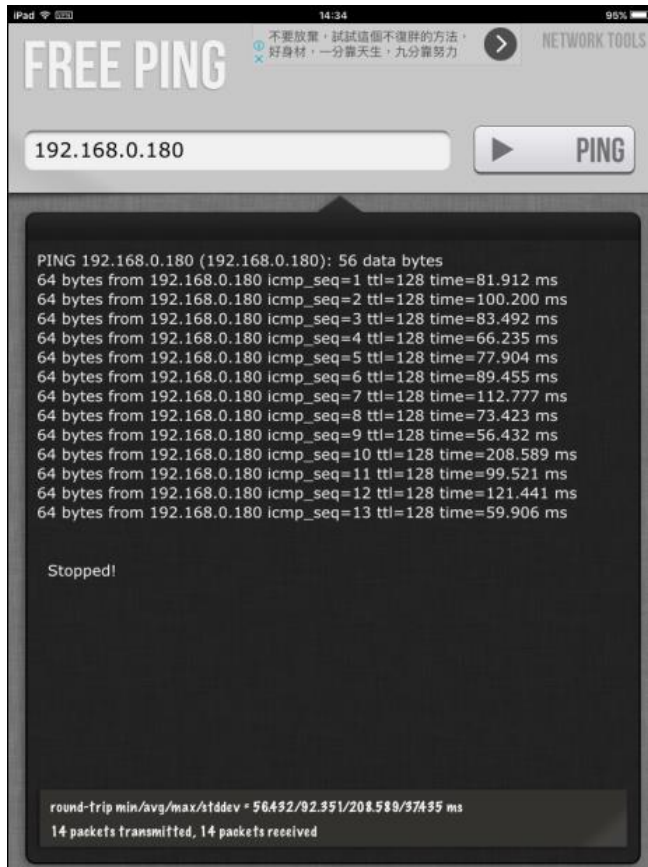 iPad VPN 14:34 95%
FREE PING
不要放棄，試試這個不復胖的方法，
好身材，一分靠天生，九分靠努力
NETWORK TOOLS
192.168.0.180
PING
PING 192.168.0.180 (192.168.0.180): 56 data bytes
64 bytes from 192.168.0.180 icmp_seq=1 ttl=128 time=81.912 ms
64 bytes from 192.168.0.180 icmp_seq=2 ttl=128 time=100.200 ms
64 bytes from 192.168.0.180 icmp_seq=3 ttl=128 time=83.492 ms
64 bytes from 192.168.0.180 icmp_seq=4 ttl=128 time=66.235 ms
64 bytes from 192.168.0.180 icmp_seq=5 ttl=128 time=77.904 ms
64 bytes from 192.168.0.180 icmp_seq=6 ttl=128 time=89.455 ms
64 bytes from 192.168.0.180 icmp_seq=7 ttl=128 time=112.777 ms
64 bytes from 192.168.0.180 icmp_seq=8 ttl=128 time=73.423 ms
64 bytes from 192.168.0.180 icmp_seq=9 ttl=128 time=56.432 ms
64 bytes from 192.168.0.180 icmp_seq=10 ttl=128 time=208.589 ms
64 bytes from 192.168.0.180 icmp_seq=11 ttl=128 time=99.521 ms
64 bytes from 192.168.0.180 icmp_seq=12 ttl=128 time=121.441 ms
64 bytes from 192.168.0.180 icmp_seq=13 ttl=128 time=59.906 ms
Stopped!
round-trip min/avg/max/stddev = 56.432/92.351/208.589/37.435 ms
14 packets transmitted, 14 packets received